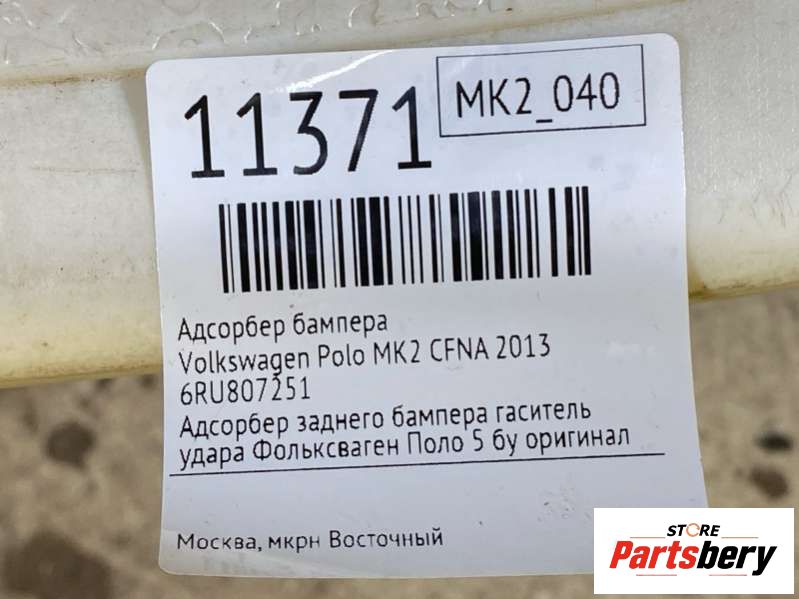 11371
MK2_040
Адсорбер бампера
Volkswagen Polo MK2 CFNA 2013
6RU807251
Адсорбер заднего бампера гаситель
удара Фольксваген Поло 5 бу оригинал
Москва, мкрн Восточный
STORE
Partsbery